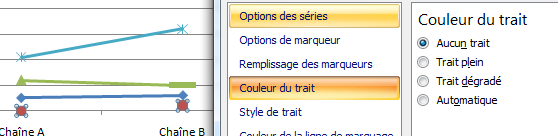 Chaîne A
Chaîne B
Options des séries
Options de marqueur
Remplissage des marqueurs
Couleur du trait
Style de trait
Couleur de la ligne de marquage
Couleur du trait
Aucun trait
Trait plein
Trait dégradé
Automatique